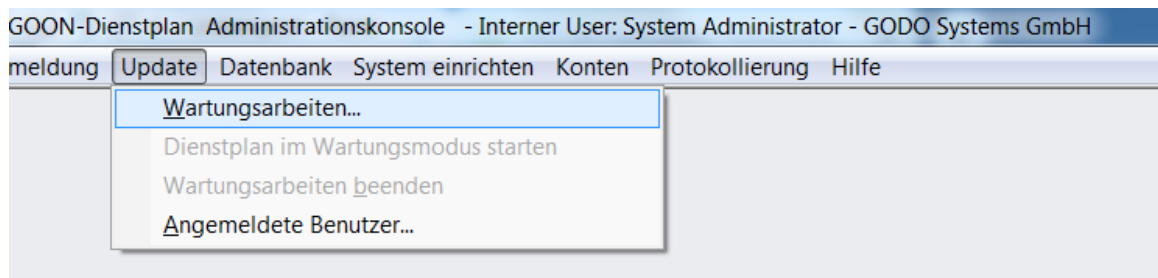 GOON-Dienstplan Administrationskonsole - Interner User: System Administrator - GODO Systems GmbH
meldung Update Datenbank System einrichten Konten Protokollierung Hilfe
Wartungsarbeiten...
Dienstplan im Wartungsmodus starten
Wartungsarbeiten beenden
Angemeldete Benutzer...